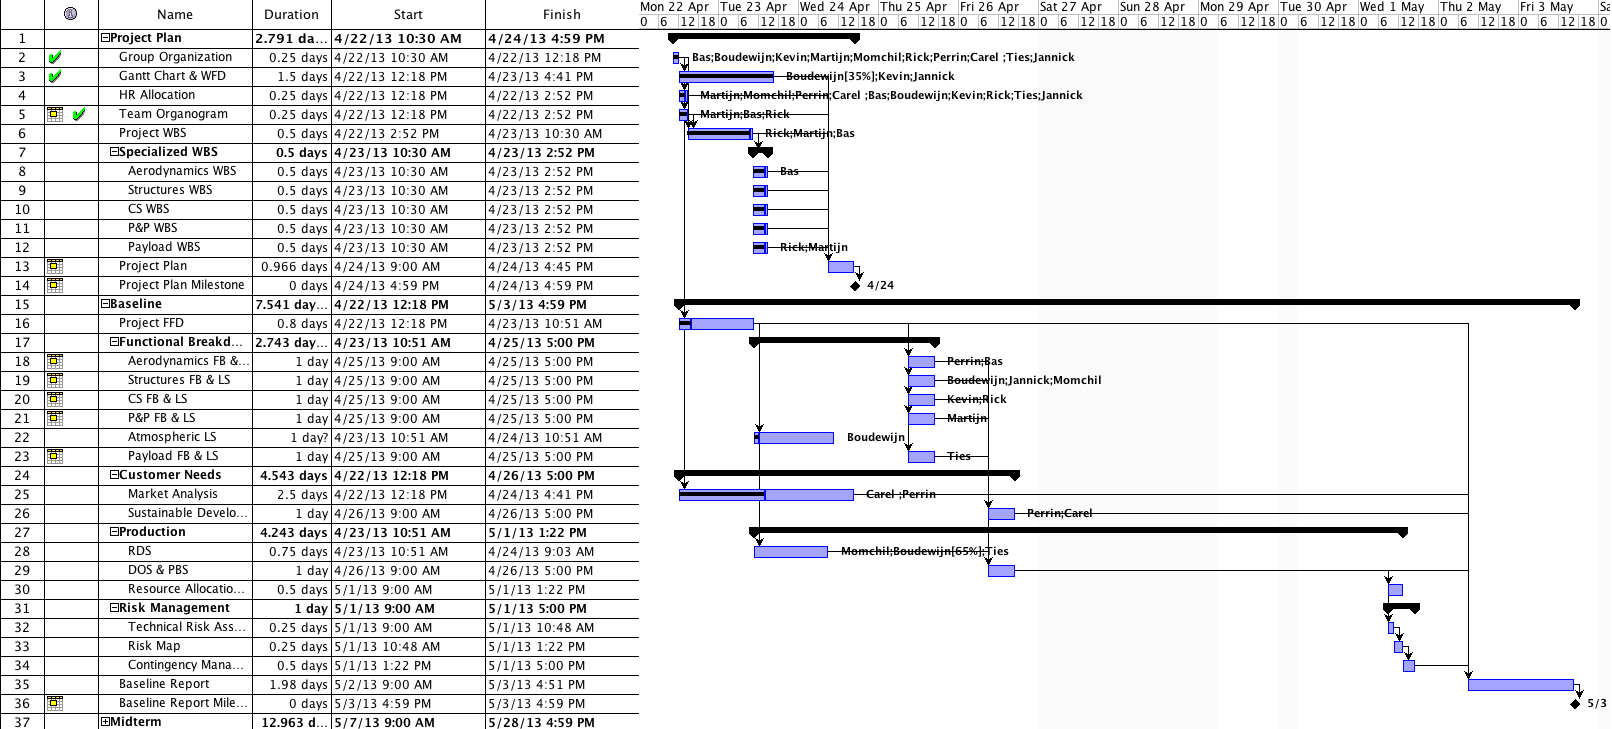 Name Duration Start Finish Mon 22 Apr Tue 23 Apr Wed 24 Apr Thu 25 Apr Fri 26 Apr Sat 27 Apr Sun 28 Apr Mon 29 Apr Tue 30 Apr Wed 1 May Thu 2 May Fri 3 May Sa
0 6 12 18 0 6 12 18 0 6 12 18 0 6 12 18 0 6 12 18 0 6 12 18 0 6 12 18 0 6 12 18 0 6 12 18 0 6 12 18 0 6 12 18 0 6 12 18 0
1 Project Plan 2.791 da... 4/22/13 10:30 AM 4/24/13 4:59 PM
2 Group Organization 0.25 days 4/22/13 10:30 AM 4/22/13 12:18 PM Bas;Boudewijn;Kevin;Martijn;Momchil;Rick;Perrin;Carel ;Ties;Jannick
3 Gantt Chart & WFD 1.5 days 4/22/13 12:18 PM 4/23/13 4:41 PM Boudewijn[35%];Kevin;Jannick
4 HR Allocation 0.25 days 4/22/13 12:18 PM 4/22/13 2:52 PM Martijn;Momchil;Perrin;Carel ;Bas;Boudewijn;Kevin;Rick;Ties;Jannick
5 Team Organogram 0.25 days 4/22/13 12:18 PM 4/22/13 2:52 PM Martijn;Bas;Rick
6 Project WBS 0.5 days 4/22/13 2:52 PM 4/23/13 10:30 AM Rick;Martijn;Bas
7 Specialized WBS 0.5 days 4/23/13 10:30 AM 4/23/13 2:52 PM
8 Aerodynamics WBS 0.5 days 4/23/13 10:30 AM 4/23/13 2:52 PM Bas
9 Structures WBS 0.5 days 4/23/13 10:30 AM 4/23/13 2:52 PM
10 CS WBS 0.5 days 4/23/13 10:30 AM 4/23/13 2:52 PM
11 P&P WBS 0.5 days 4/23/13 10:30 AM 4/23/13 2:52 PM
12 Payload WBS 0.5 days 4/23/13 10:30 AM 4/23/13 2:52 PM Rick;Martijn
13 Project Plan 0.966 days 4/24/13 9:00 AM 4/24/13 4:45 PM
14 Project Plan Milestone 0 days 4/24/13 4:59 PM 4/24/13 4:59 PM 4/24
15 Baseline 7.541 day... 4/22/13 12:18 PM 5/3/13 4:59 PM
16 Project FFD 0.8 days 4/22/13 12:18 PM 4/23/13 10:51 AM
17 Functional Breakd... 2.743 day... 4/23/13 10:51 AM 4/25/13 5:00 PM
18 Aerodynamics FB &... 1 day 4/25/13 9:00 AM 4/25/13 5:00 PM Perrin;Bas
19 Structures FB & LS 1 day 4/25/13 9:00 AM 4/25/13 5:00 PM Boudewijn;Jannick;Momchil
20 CS FB & LS 1 day 4/25/13 9:00 AM 4/25/13 5:00 PM Kevin;Rick
21 P&P FB & LS 1 day 4/25/13 9:00 AM 4/25/13 5:00 PM Martijn
22 Atmospheric LS 1 day? 4/23/13 10:51 AM 4/24/13 10:51 AM Boudewijn
23 Payload FB & LS 1 day 4/25/13 9:00 AM 4/25/13 5:00 PM Ties
24 Customer Needs 4.543 days 4/22/13 12:18 PM 4/26/13 5:00 PM
25 Market Analysis 2.5 days 4/22/13 12:18 PM 4/24/13 4:41 PM Carel ;Perrin
26 Sustainable Develo... 1 day 4/26/13 9:00 AM 4/26/13 5:00 PM Perrin;Carel
27 Production 4.243 days 4/23/13 10:51 AM 5/1/13 1:22 PM
28 RDS 0.75 days 4/23/13 10:51 AM 4/24/13 9:03 AM Momchil;Boudewijn[65%];Ties
29 DOS & PBS 1 day 4/26/13 9:00 AM 4/26/13 5:00 PM
30 Resource Allocatio... 0.5 days 5/1/13 9:00 AM 5/1/13 1:22 PM
31 Risk Management 1 day 5/1/13 9:00 AM 5/1/13 5:00 PM
32 Technical Risk Ass... 0.25 days 5/1/13 9:00 AM 5/1/13 10:48 AM
33 Risk Map 0.25 days 5/1/13 10:48 AM 5/1/13 1:22 PM
34 Contingency Mana... 0.5 days 5/1/13 1:22 PM 5/1/13 5:00 PM
35 Baseline Report 1.98 days 5/2/13 9:00 AM 5/3/13 4:51 PM
36 Baseline Report Mile... 0 days 5/3/13 4:59 PM 5/3/13 4:59 PM 5/3
37 Midterm 12.963 d... 5/7/13 9:00 AM 5/28/13 4:59 PM